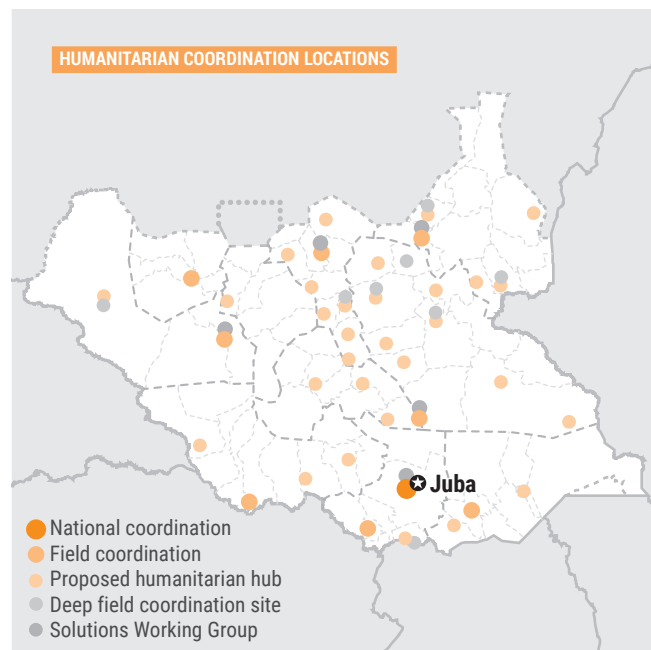 HUMANITARIAN COORDINATION LOCATIONS
Juba
National coordination
Field coordination
Proposed humanitarian hub
Deep field coordination site
Solutions Working Group